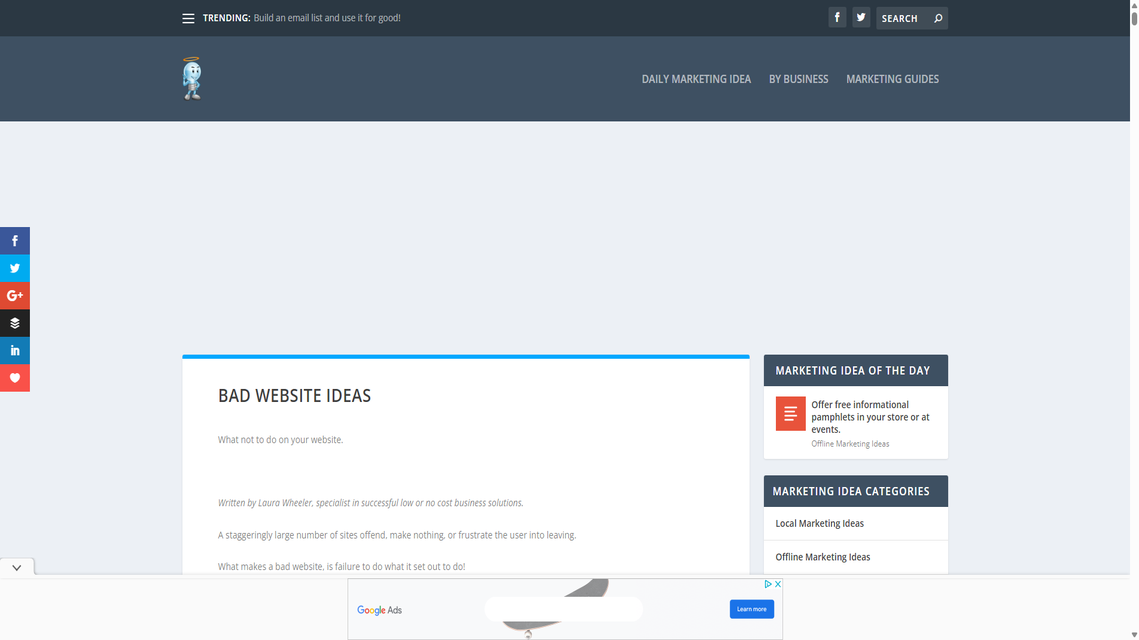 TRENDING: Build an email list and use it for good!
SEARCH
DAILY MARKETING IDEA
BY BUSINESS
MARKETING GUIDES
BAD WEBSITE IDEAS
What not to do on your website.
Written by Laura Wheeler, specialist in successful low or no cost business solutions.
A staggeringly large number of sites offend, make nothing, or frustrate the user into leaving.
What makes a bad website, is failure to do what it set out to do!
MARKETING IDEA OF THE DAY
Offer free informational
pamphlets in your store or at
events.
Offline Marketing Ideas
MARKETING IDEA CATEGORIES
Local Marketing Ideas
Offline Marketing Ideas
Google Ads
Learn more